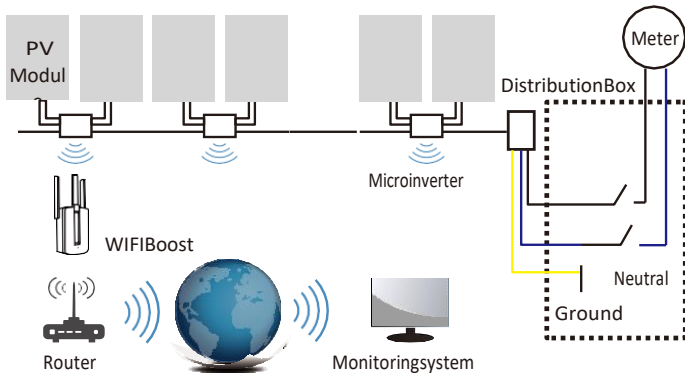 PV
Modul
Meter
DistributionBox
Microinverter
WIFIBoost
Neutral
Ground
Router
Monitoringsystem